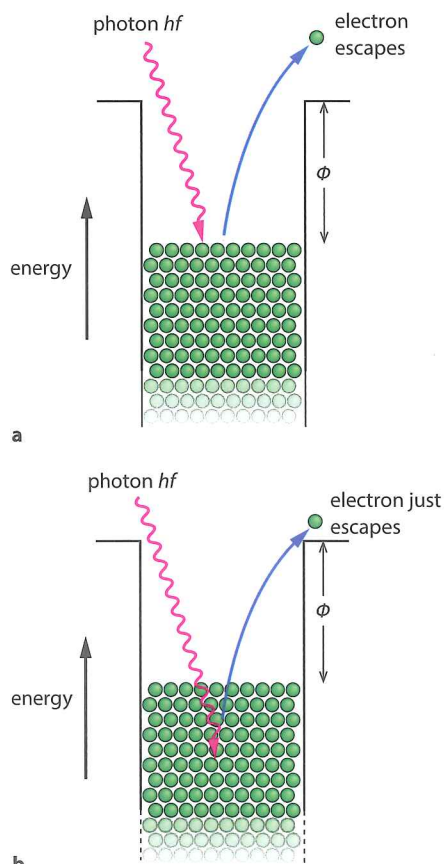 photon hf
electron
escapes
Φ
energy
a
photon hf
electron just
escapes
Φ
energy
b